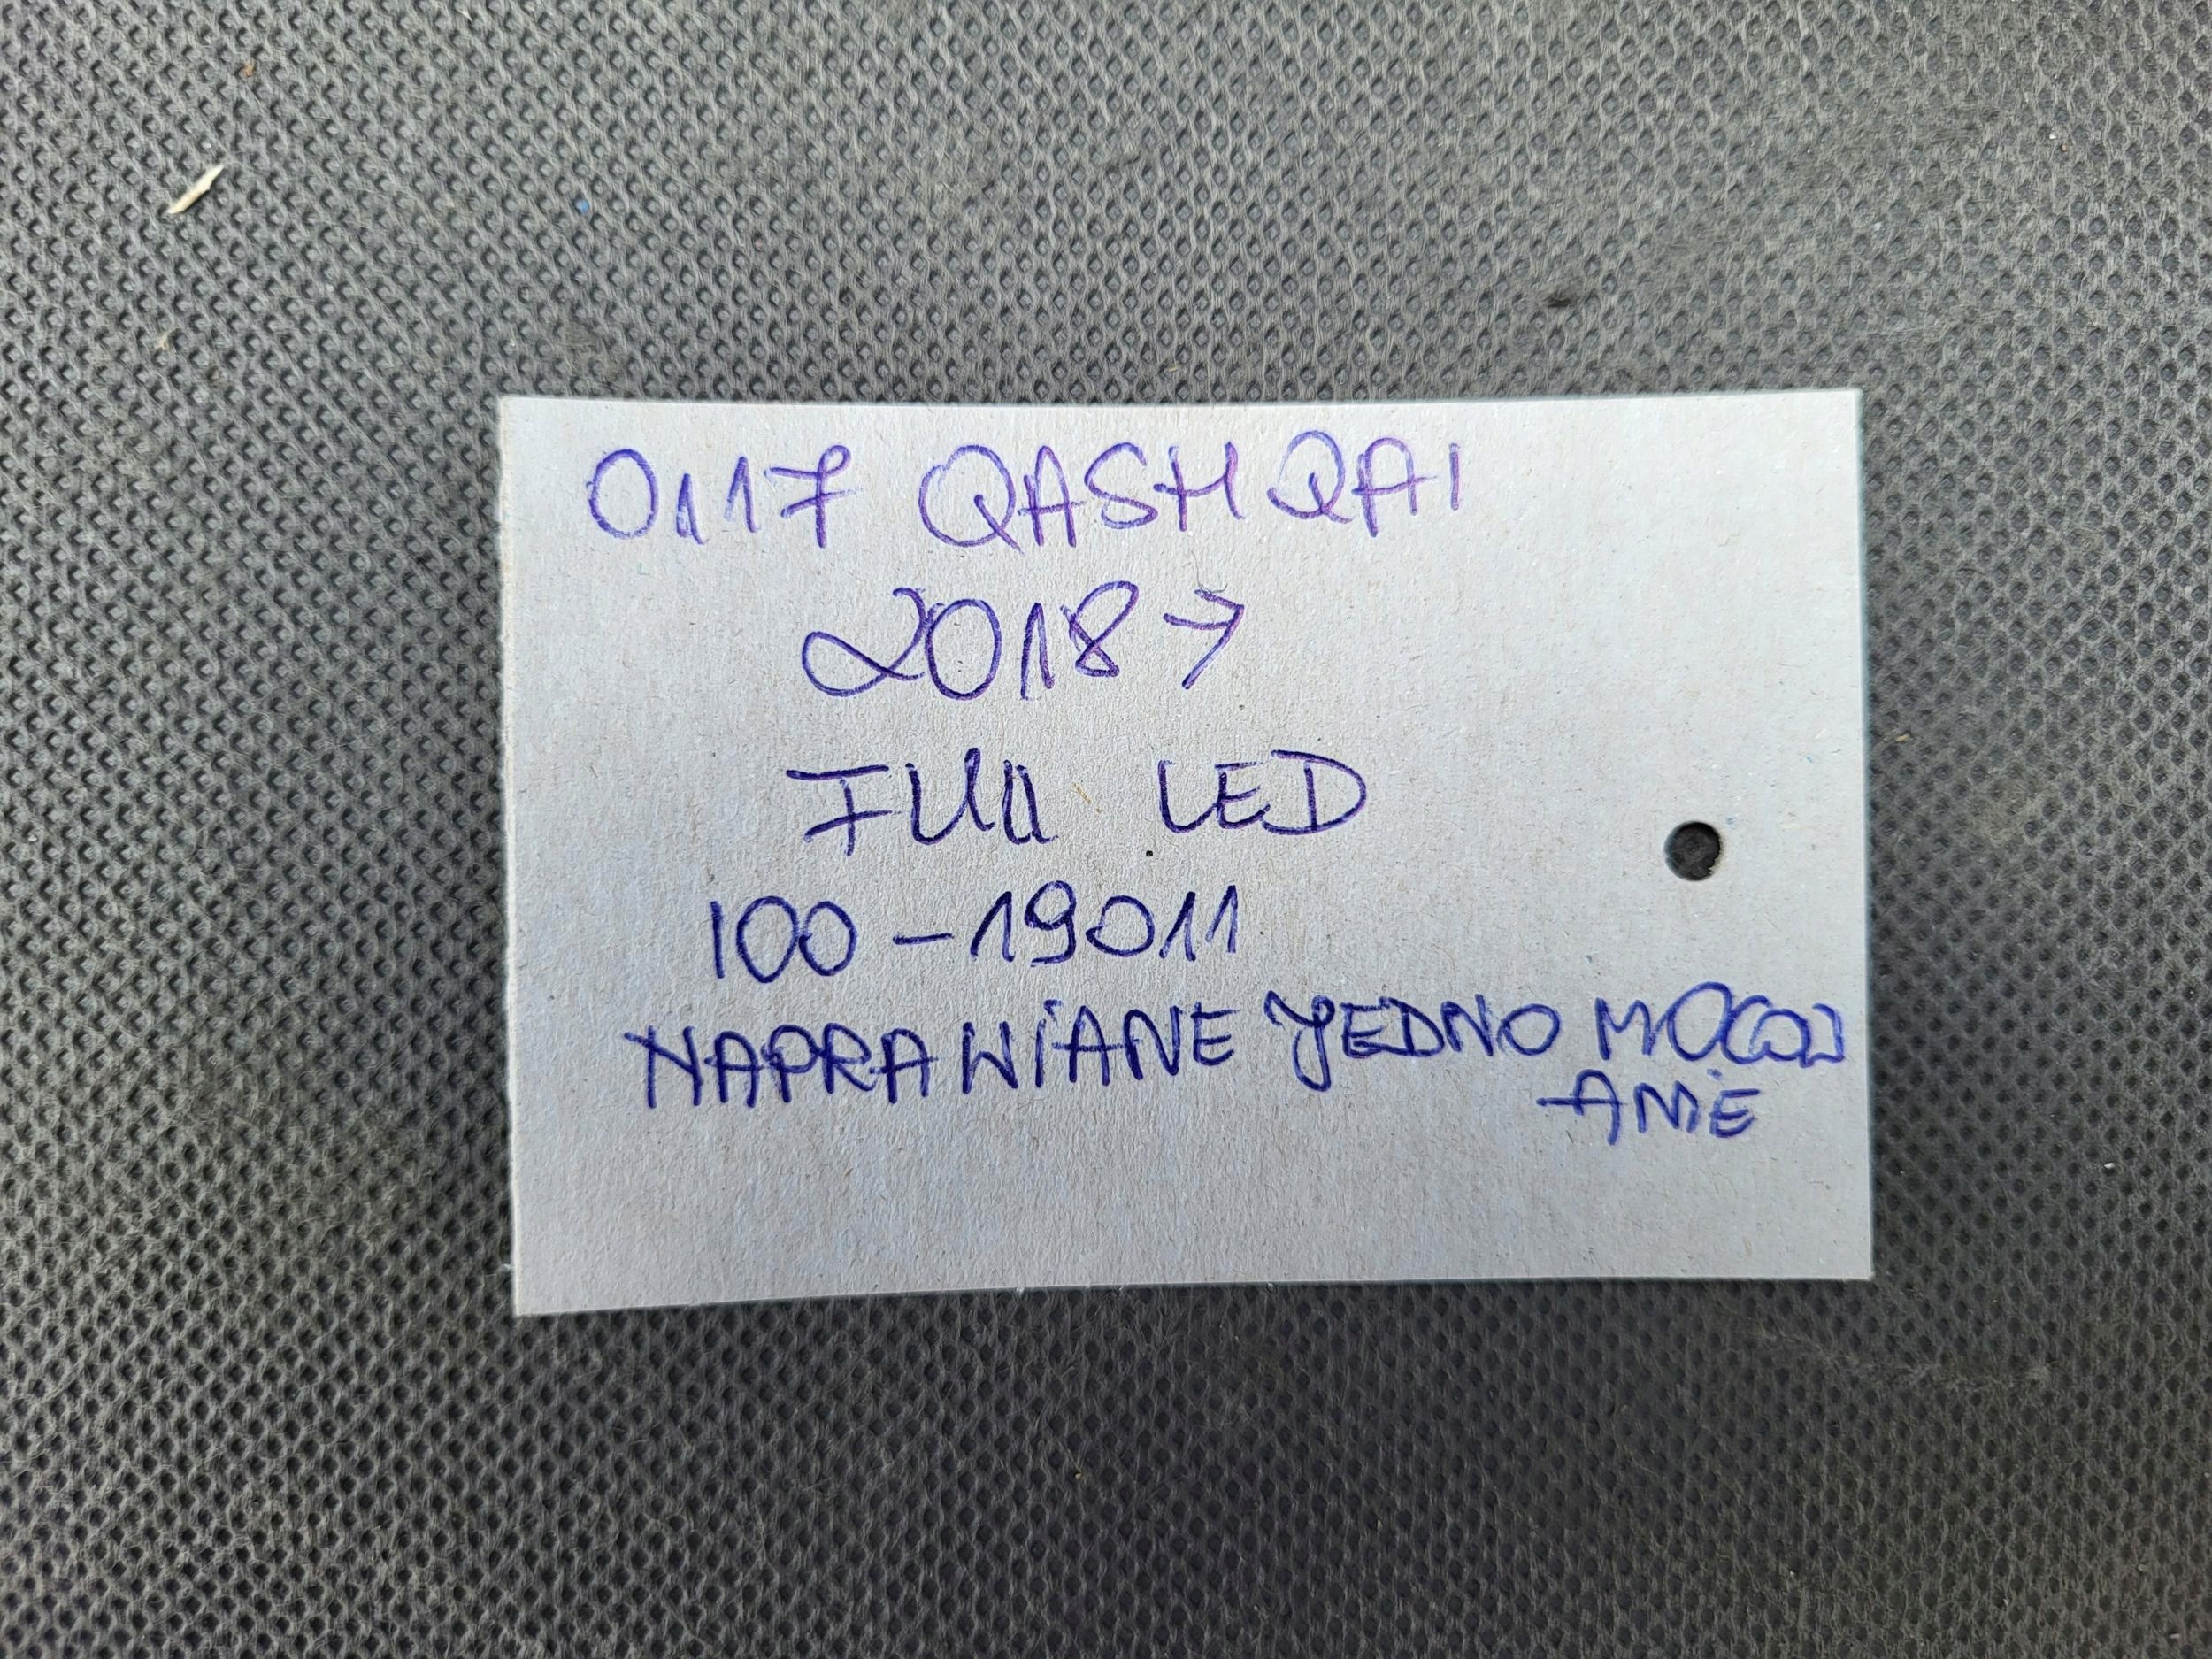 0117 QASHQAI
2018→
FUll LED
100-19011
NAPRAWiANE JEDNO MOCOW
ANiE